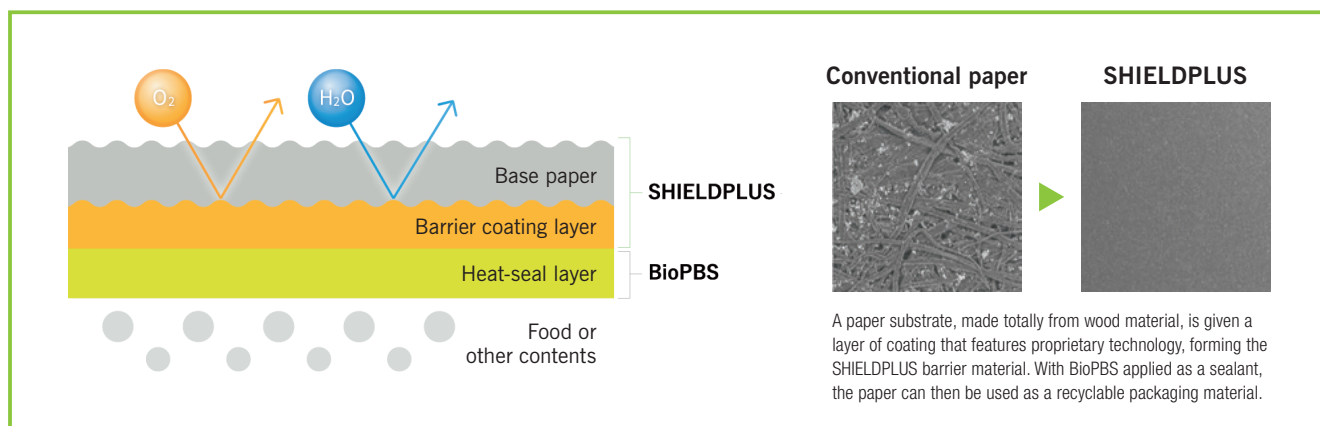 O2
H2O
Base paper
Barrier coating layer
SHIELDPLUS
Heat-seal layer
BioPBS
Food or
other contents
Conventional paper
SHIELDPLUS
A paper substrate, made totally from wood material, is given a
layer of coating that features proprietary technology, forming the
SHIELDPLUS barrier material. With BioPBS applied as a sealant,
the paper can then be used as a recyclable packaging material.